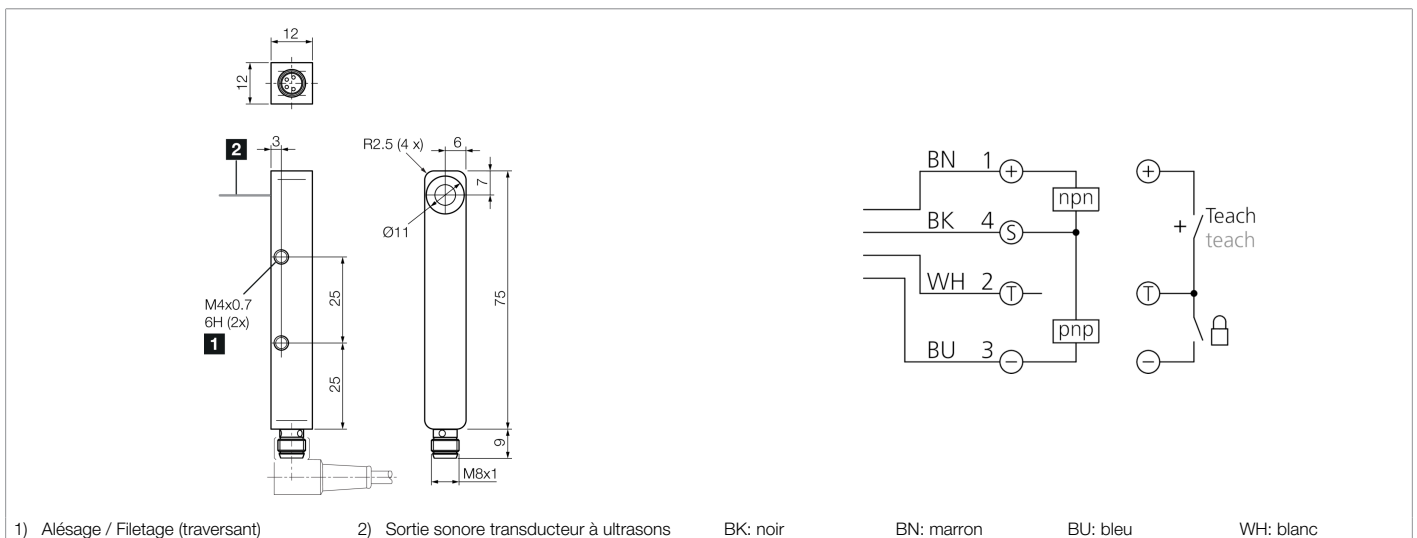 12
12
2
3
R2.5 (4 x)
6
7
Ø11
M4x0.7
6H (2x)
1
25
25
75
9
M8x1
BN 1 +
npn
BK 4 S
WH 2 T
pnp
BU 3 −
+
+ Teach
teach
T
−
1) Alésage / Filetage (traversant) 2) Sortie sonore transducteur à ultrasons BK: noir BN: marron BU: bleu WH: blanc